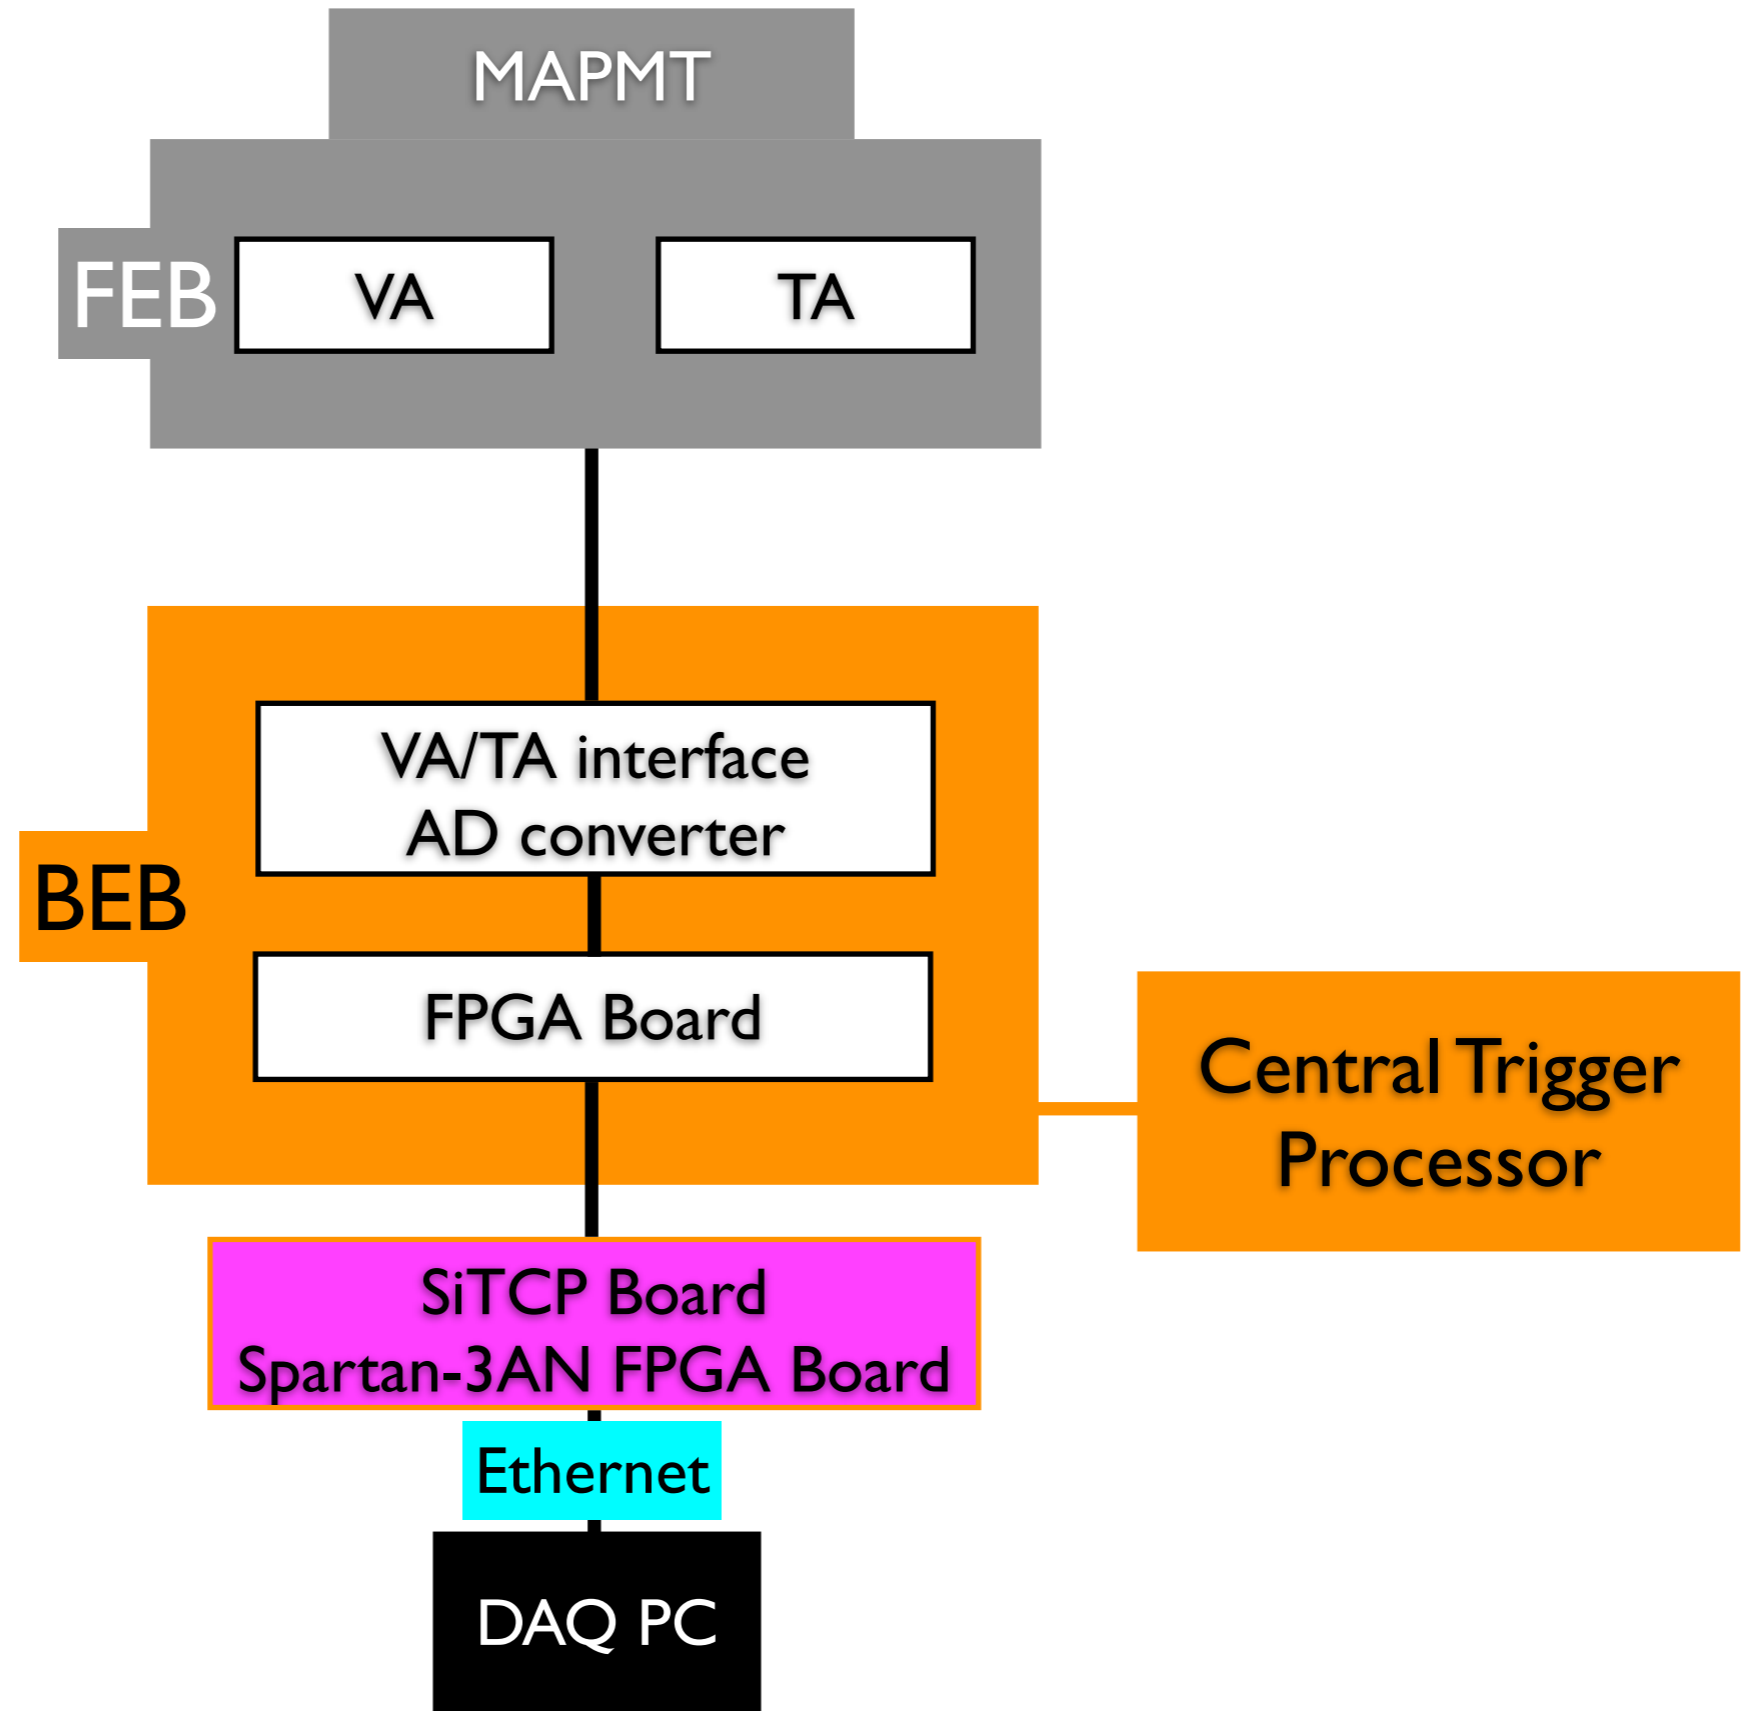 MAPMT
FEB
VA
TA
VA/TA interface
AD converter
BEB
FPGA Board
Central Trigger
Processor
SiTCP Board
Spartan-3AN FPGA Board
Ethernet
DAQ PC